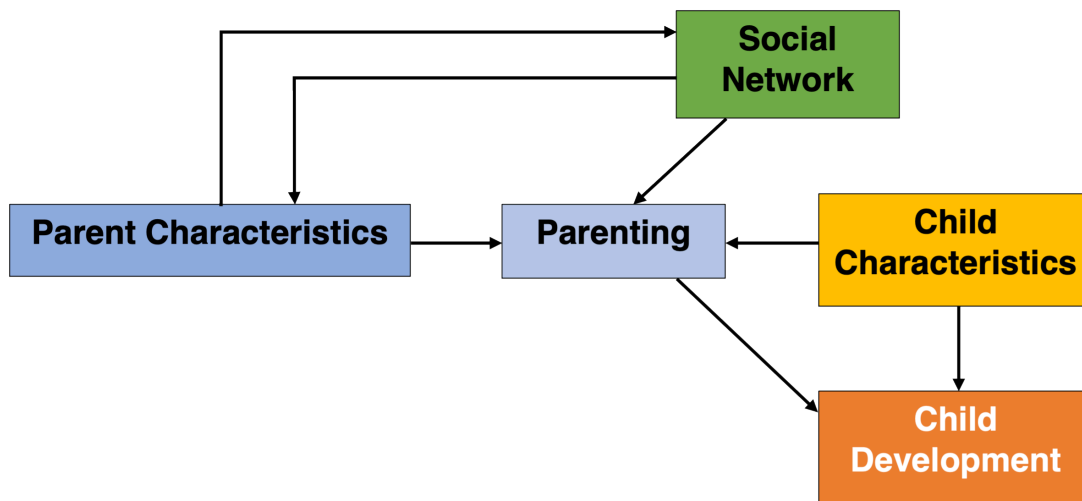 Social
Network
Parent Characteristics
Parenting
Child
Characteristics
Child
Development